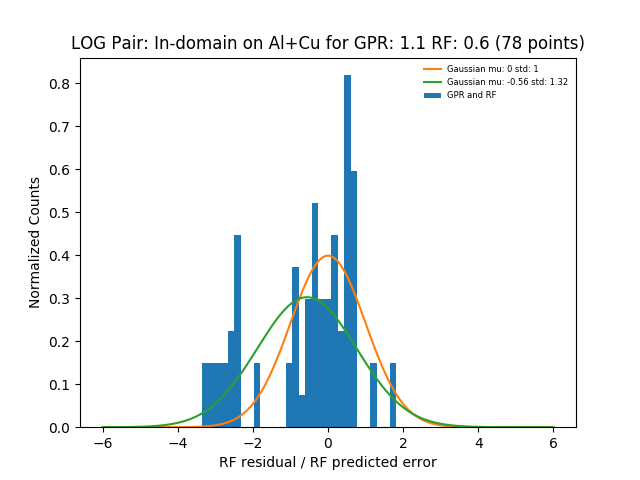 LOG Pair: In-domain on Al+Cu for GPR: 1.1 RF: 0.6 (78 points)
Gaussian mu: 0 std: 1
Gaussian mu: -0.56 std: 1.32
GPR and RF
Normalized Counts
0.8
0.7
0.6
0.5
0.4
0.3
0.2
0.1
0.0
−6 −4 −2 0 2 4 6
RF residual / RF predicted error